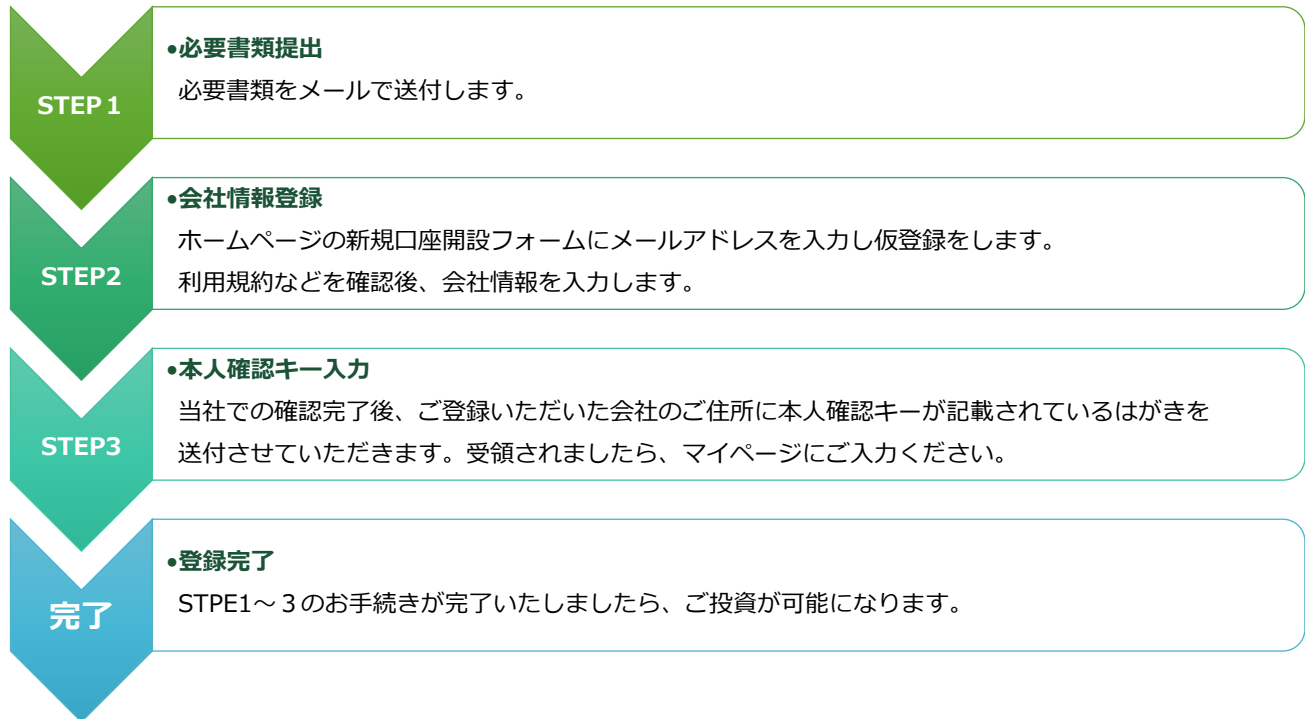 •必要書類提出
STEP１
必要書類をメールで送付します。
•会社情報登録
ホームページの新規口座開設フォームにメールアドレスを入力し仮登録をします。
STEP2
利用規約などを確認後、会社情報を入力します。
•本人確認キー入力
当社での確認完了後、ご登録いただいた会社のご住所に本人確認キーが記載されているはがきを
STEP3
送付させていただきます。受領されましたら、マイページにご入力ください。
•登録完了
完了
STPE1～３のお手続きが完了いたしましたら、ご投資が可能になります。